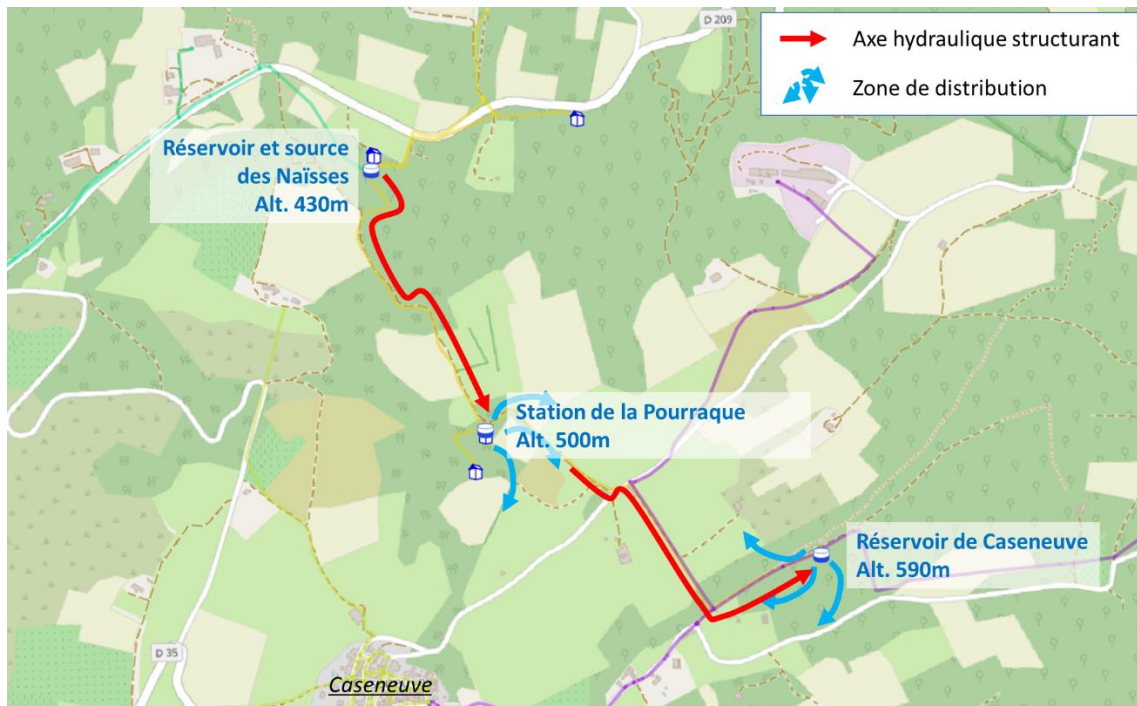 D 209
Axe hydraulique structurant
Zone de distribution
Réservoir et source
des Naïsses
Alt. 430m
Station de la Pourraque
Alt. 500m
Réservoir de Caseneuve
Alt. 590m
D 35
Caseneuve